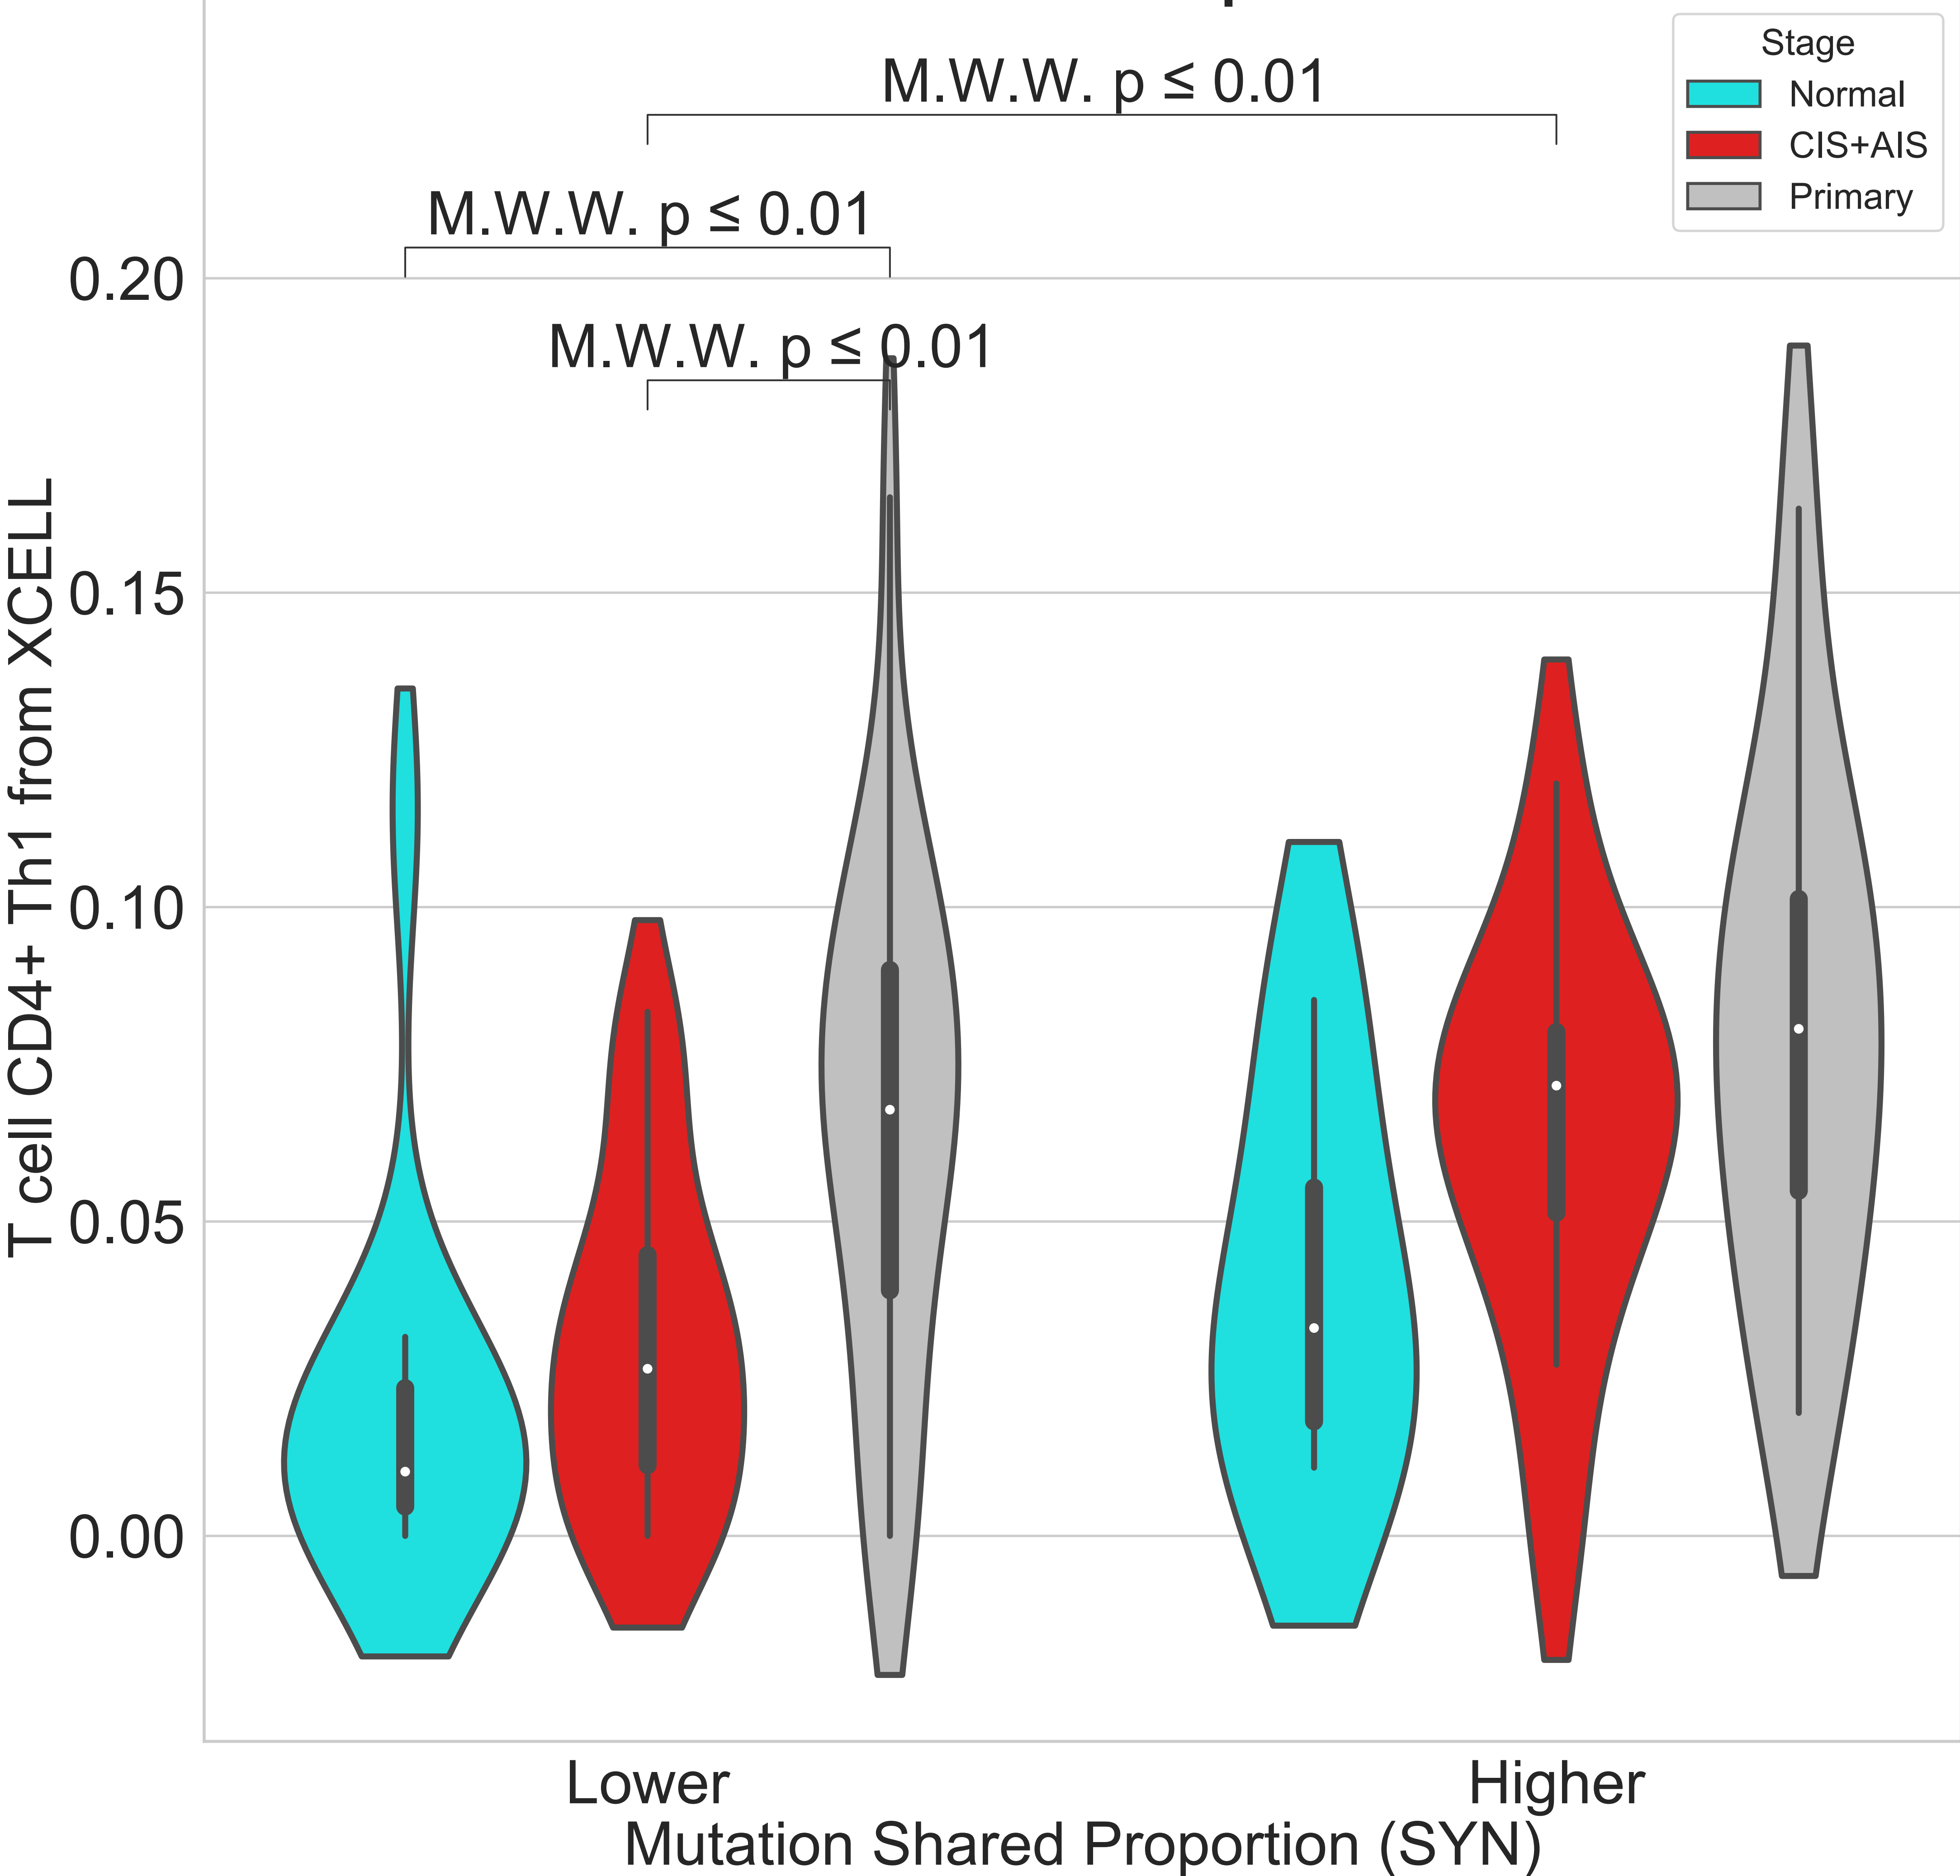 Stage
Normal
CIS+AIS
Primary
M.W.W. p ≤ 0.01
M.W.W. p ≤ 0.01
M.W.W. p ≤ 0.01
T cell CD4+ Th1 from XCELL
0.20
0.15
0.10
0.05
0.00
Lower
Higher
Mutation Shared Proportion (SYN)